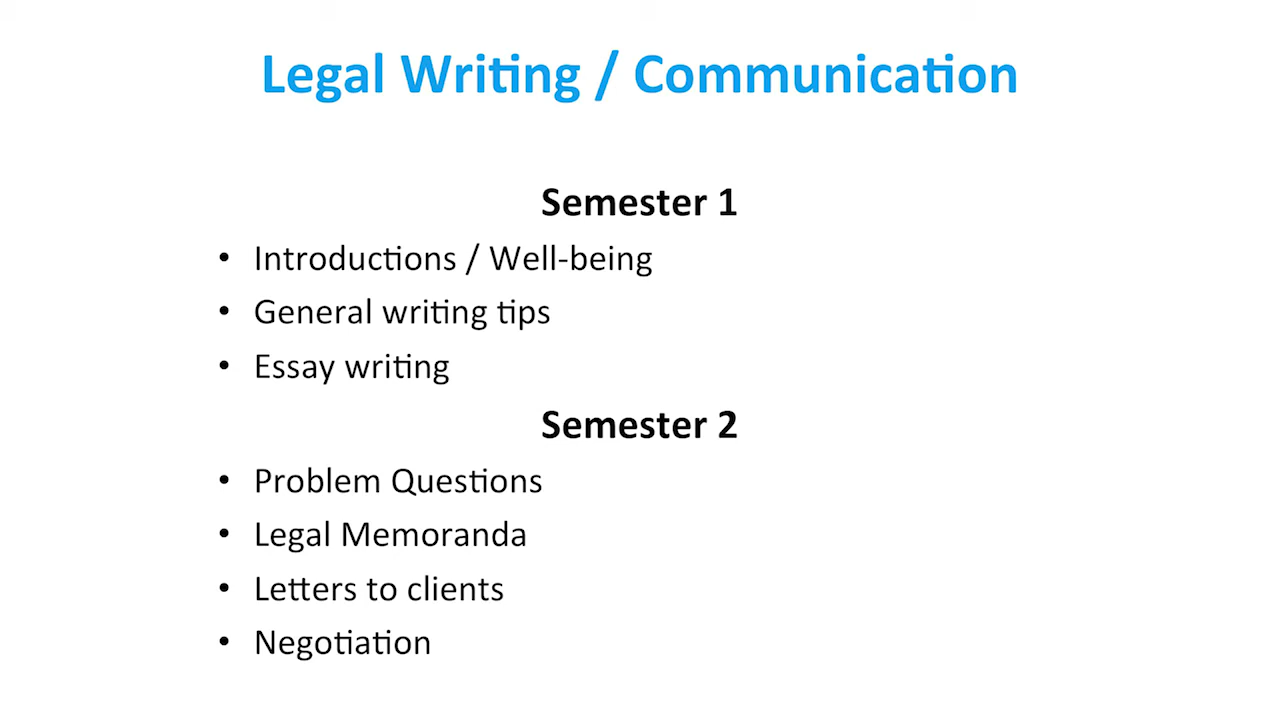 Legal Writing / Communication
Semester 1
• Introductions / Well-being
• General writing tips
• Essay writing
Semester 2
• Problem Questions
• Legal Memoranda
• Letters to clients
• Negotiation